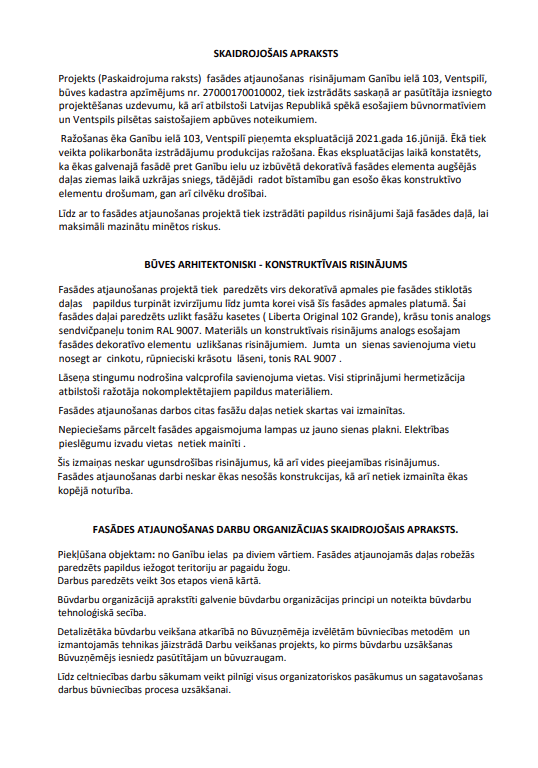 SKAIDROJOŠAIS APRAKSTS
Projekts (Paskaidrojuma raksts) fasādes atjaunošanas risinājumam Ganību ielā 103, Ventspilī,
būves kadastra apzīmējums nr. 27000170010002, tiek izstrādāts saskaņā ar pasūtītāja izsniegto
projektēšanas uzdevumu, kā arī atbilstoši Latvijas Republikā spēkā esošajiem būvnormatīviem
un Ventspils pilsētas saistošajiem apbūves noteikumiem.
Ražošanas ēka Ganību ielā 103, Ventspilī pieņemta ekspluatācijā 2021.gada 16.jūnijā. Ēkā tiek
veikta polikarbonāta izstrādājumu produkcijas ražošana. Ēkas ekspluatācijas laikā konstatēts,
ka ēkas galvenajā fasādē pret Ganību ielu uz izbūvētā dekoratīvā fasādes elementa augšējās
daļas ziemas laikā uzkrājas sniegs, tādējādi radot bīstamību gan esošo ēkas konstruktīvo
elementu drošumam, gan arī cilvēku drošībai.
Līdz ar to fasādes atjaunošanas projektā tiek izstrādāti papildus risinājumi šajā fasādes daļā, lai
maksimāli mazinātu minētos riskus.
BŪVES ARHITEKTONISKI - KONSTRUKTĪVAIS RISINĀJUMS
Fasādes atjaunošanas projektā tiek paredzēts virs dekoratīvā apmales pie fasādes stiklotās
daļas papildus turpināt izvirzījumu līdz jumta korei visā šīs fasādes apmales platumā. Šai
fasādes daļai paredzēts uzlikt fasāžu kasetes ( Liberta Original 102 Grande), krāsu tonis analogs
sendvičpaneļu tonim RAL 9007. Materiāls un konstruktīvais risinājums analogs esošajam
fasādes dekoratīvo elementu uzlikšanas risinājumiem. Jumta un sienas savienojuma vietu
nosegt ar cinkotu, rūpnieciski krāsotu lāseni, tonis RAL 9007 .
Lāseņa stingumu nodrošina valcprofila savienojuma vietas. Visi stiprinājumi hermetizācija
atbilstoši ražotāja nokomplektētajiem papildus materiāliem.
Fasādes atjaunošanas darbos citas fasāžu daļas netiek skartas vai izmainītas.
Nepieciešams pārcelt fasādes apgaismojuma lampas uz jauno sienas plakni. Elektrības
pieslēgumu izvadu vietas netiek mainīti .
Šis izmaiņas neskar ugunsdrošības risinājumus, kā arī vides pieejamības risinājumus.
Fasādes atjaunošanas darbi neskar ēkas nesošās konstrukcijas, kā arī netiek izmainīta ēkas
kopējā noturība.
FASĀDES ATJAUNOŠANAS DARBU ORGANIZĀCIJAS SKAIDROJOŠAIS APRAKSTS.
Piekļūšana objektam: no Ganību ielas pa diviem vārtiem. Fasādes atjaunojamās daļas robežās
paredzēts papildus iežogot teritoriju ar pagaidu žogu.
Darbus paredzēts veikt 3os etapos vienā kārtā.
Būvdarbu organizācijā aprakstīti galvenie būvdarbu organizācijas principi un noteikta būvdarbu
tehnoloģiskā secība.
Detalizētāka būvdarbu veikšana atkarībā no Būvuzņēmēja izvēlētām būvniecības metodēm un
izmantojamās tehnikas jāizstrādā Darbu veikšanas projekts, ko pirms būvdarbu uzsākšanas
Būvuzņēmējs iesniedz pasūtītājam un būvuzraugam.
Līdz celtniecības darbu sākumam veikt pilnīgi visus organizatoriskos pasākumus un sagatavošanas
darbus būvniecības procesa uzsākšanai.